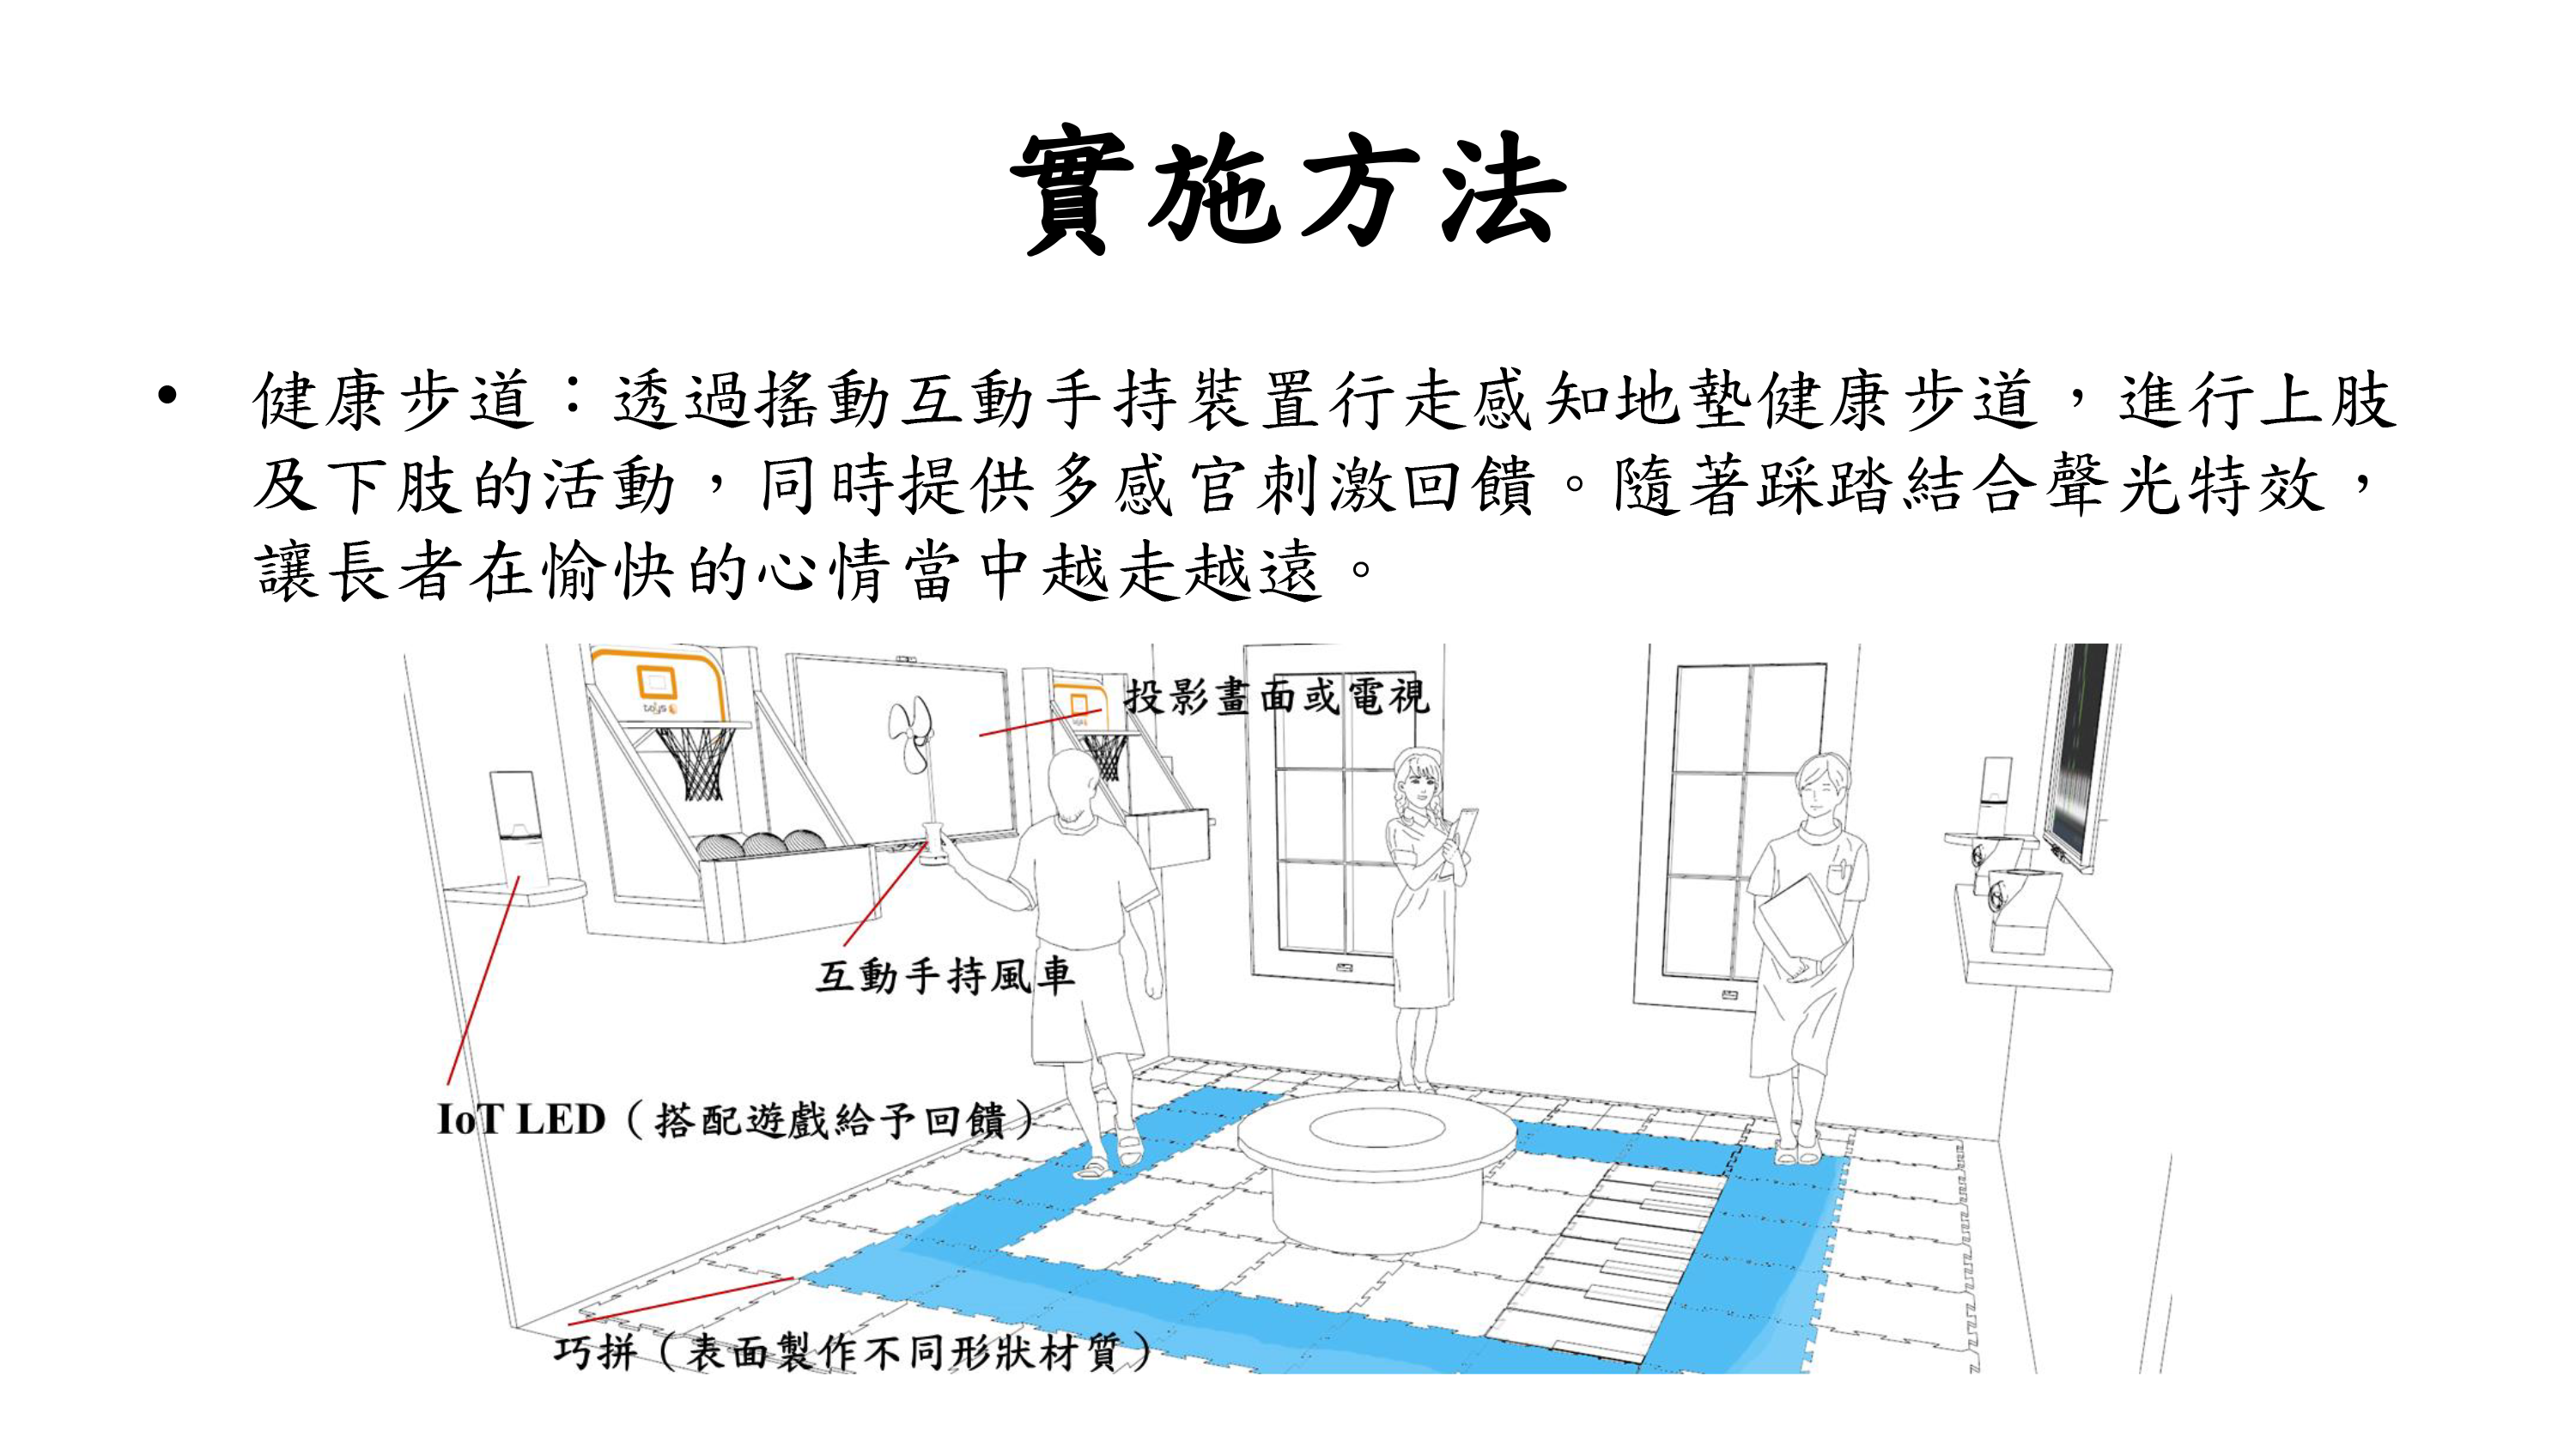 實施方法
• 健康步道：透過搖動互動手持裝置行走感知地墊健康步道，進行上肢
及下肢的活動，同時提供多感官刺激回饋。隨著踩踏結合聲光特效，
讓長者在愉快的心情當中越走越遠。
投影畫面或電視
互動手持風車
IoT LED（搭配遊戲給予回饋）
巧拼（表面製作不同形狀材質）